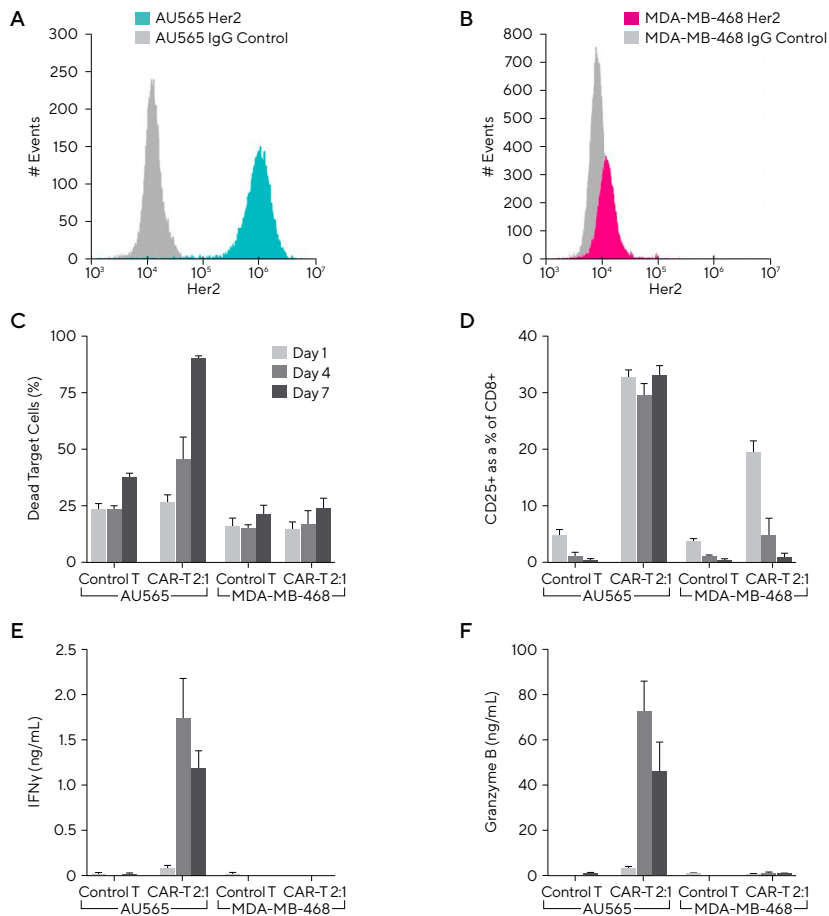 A
AU565 Her2
AU565 IgG Control
300
250
200
150
100
50
0
# Events
10³ 10⁴ 10⁵ 10⁶ 10⁷
Her2
B
MDA-MB-468 Her2
MDA-MB-468 IgG Control
800
700
600
500
400
300
200
100
0
# Events
10³ 10⁴ 10⁵ 10⁶ 10⁷
Her2
C
100
75
50
25
0
Dead Target Cells (%)
Day 1
Day 4
Day 7
Control T CAR-T 2:1 Control T CAR-T 2:1
AU565 MDA-MB-468
D
40
30
20
10
0
CD25+ as a % of CD8+
Control T CAR-T 2:1 Control T CAR-T 2:1
AU565 MDA-MB-468
E
2.5
2.0
1.5
1.0
0.5
0
IFNγ (ng/mL)
Control T CAR-T 2:1 Control T CAR-T 2:1
AU565 MDA-MB-468
F
100
80
60
40
20
0
Granzyme B (ng/mL)
Control T CAR-T 2:1 Control T CAR-T 2:1
AU565 MDA-MB-468